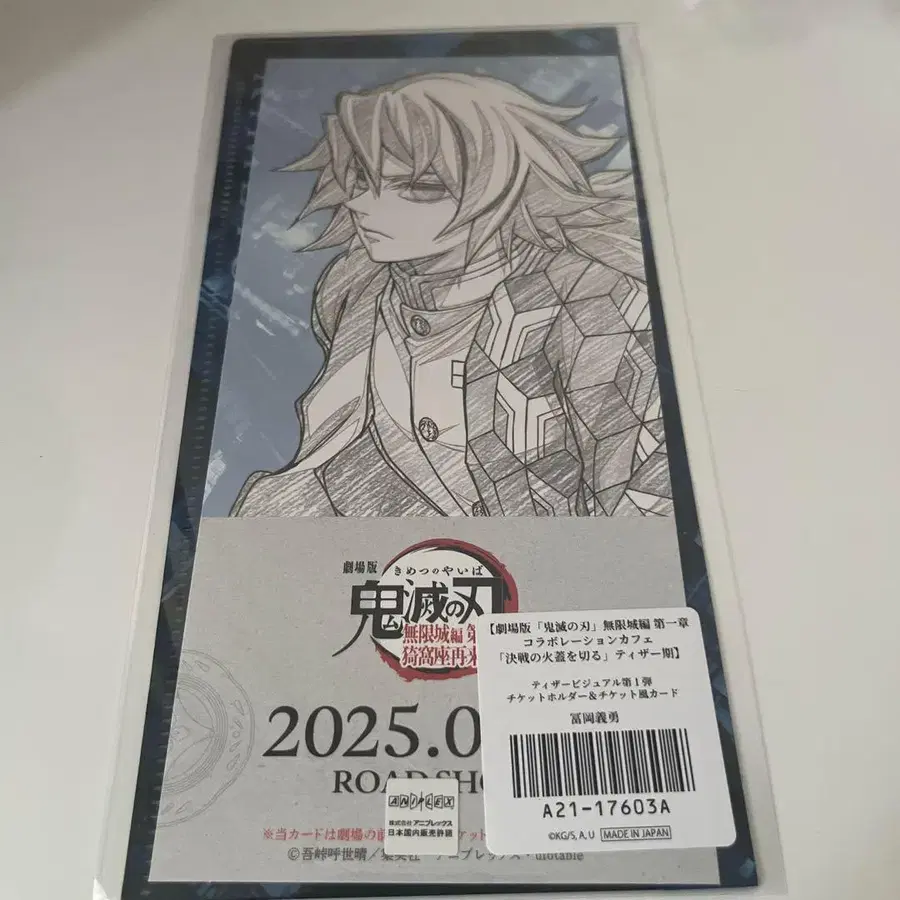 劇場版 きめつのやいば
鬼滅の刃
無限城編 第
猗窩座再来
2025.0
ROAD SHO
※当カードは劇場の前
©吾峠呼世晴/集英社・アニプレックス・ufotable
ANIPLEX
株式会社アニプレックス
日本国内販売許諾
【劇場版「鬼滅の刃」無限城編 第一章
コラボレーションカフェ
「決戦の火蓋を切る」ティザー期】
ティザービジュアル第1弾
チケットホルダー&チケット風カード
冨岡義勇
A21-17603A
©KG/S, A, U MADE IN JAPAN